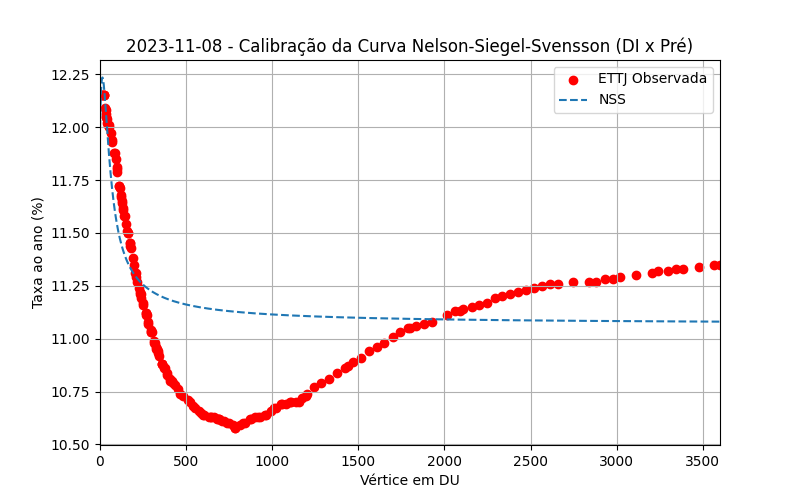 2023-11-08 - Calibração da Curva Nelson-Siegel-Svensson (DI x Pré)
ETTJ Observada
NSS
Taxa ao ano (%)
12.25
12.00
11.75
11.50
11.25
11.00
10.75
10.50
0 500 1000 1500 2000 2500 3000 3500
Vértice em DU